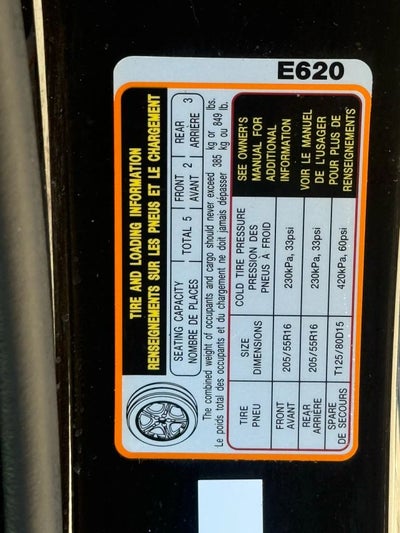 E620
TIRE AND LOADING INFORMATION
RENSEIGNEMENTS SUR LES PNEUS ET LE CHARGEMENT
SEATING CAPACITY TOTAL 5 FRONT 2 REAR 3
NOMBRE DE PLACES AVANT ARRIÈRE
The combined weight of occupants and cargo should never exceed 385 kg or 849 lbs.
Le poids total des occupants et du chargement ne doit jamais dépasser 385 kg ou 849 lb.
TIRE SIZE COLD TIRE PRESSURE
PNEU DIMENSIONS PRESSION DES
PNEUS À FROID
FRONT 205/55R16 230kPa, 33psi
AVANT
REAR 205/55R16 230kPa, 33psi
ARRIÈRE
SPARE T125/80D15 420kPa, 60psi
DE SECOURS
SEE OWNER'S
MANUAL FOR
ADDITIONAL
INFORMATION
VOIR LE MANUEL
DE L'USAGER
POUR PLUS DE
RENSEIGNEMENTS